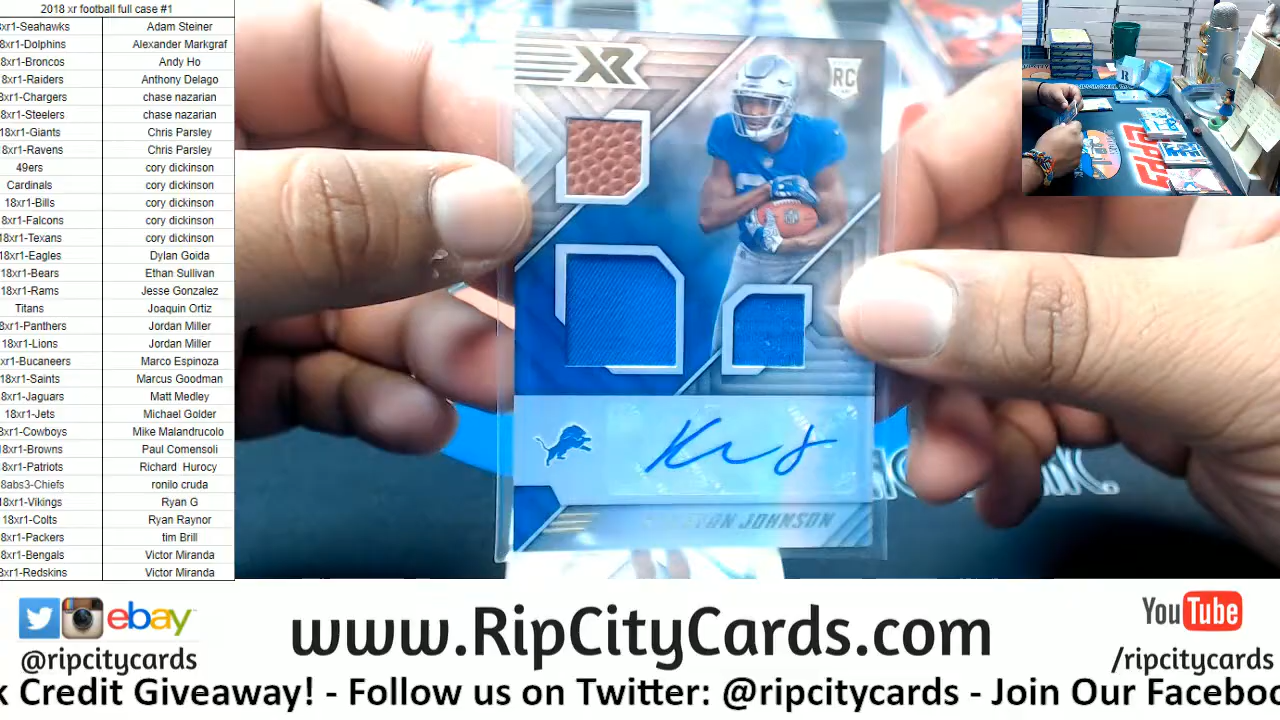 2018 xr football full case #1
8xr1-Seahawks Adam Steiner
8xr1-Dolphins Alexander Markgraf
8xr1-Broncos Andy Ho
8xr1-Raiders Anthony Delago
8xr1-Chargers chase nazarian
8xr1-Steelers chase nazarian
18xr1-Giants Chris Parsley
8xr1-Ravens Chris Parsley
49ers cory dickinson
Cardinals cory dickinson
18xr1-Bills cory dickinson
8xr1-Falcons cory dickinson
18xr1-Texans cory dickinson
18xr1-Eagles Dylan Goida
18xr1-Bears Ethan Sullivan
18xr1-Rams Jesse Gonzalez
Titans Joaquin Ortiz
8xr1-Panthers Jordan Miller
18xr1-Lions Jordan Miller
xr1-Bucaneers Marco Espinoza
18xr1-Saints Marcus Goodman
8xr1-Jaguars Matt Medley
18xr1-Jets Michael Golder
8xr1-Cowboys Mike Malandrucolo
8xr1-Browns Paul Comensoli
8xr1-Patriots Richard Hurocy
8abs3-Chiefs ronilo cruda
18xr1-Vikings Ryan G
18xr1-Colts Ryan Raynor
8xr1-Packers tim Brill
8xr1-Bengals Victor Miranda
8xr1-Redskins Victor Miranda
XR
RC
JOHNSON
TOPPS
ebay
@ripcitycards
www.RipCityCards.com
YouTube
/ripcitycards
k Credit Giveaway! - Follow us on Twitter: @ripcitycards - Join Our Faceboo